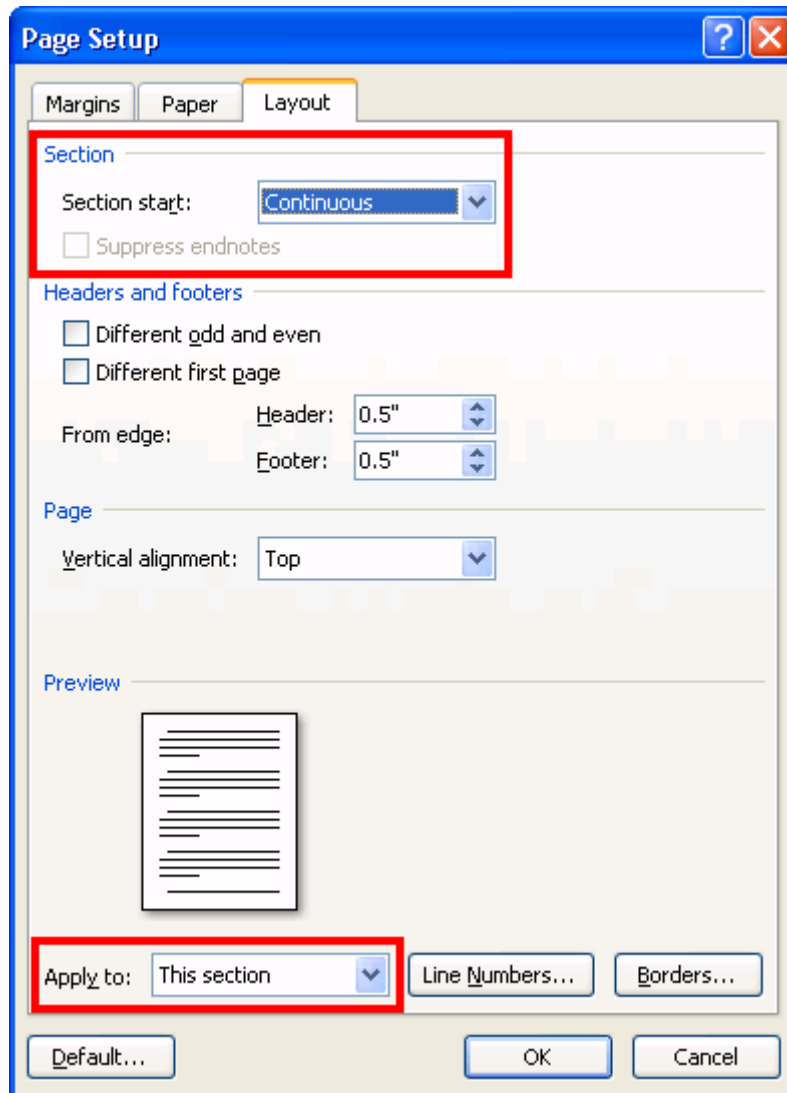 Page Setup
Margins Paper Layout
Section
Section start: Continuous
Suppress endnotes
Headers and footers
Different odd and even
Different first page
From edge:
Header: 0.5"
Footer: 0.5"
Page
Vertical alignment: Top
Preview
Apply to: This section Line Numbers... Borders...
Default... OK Cancel